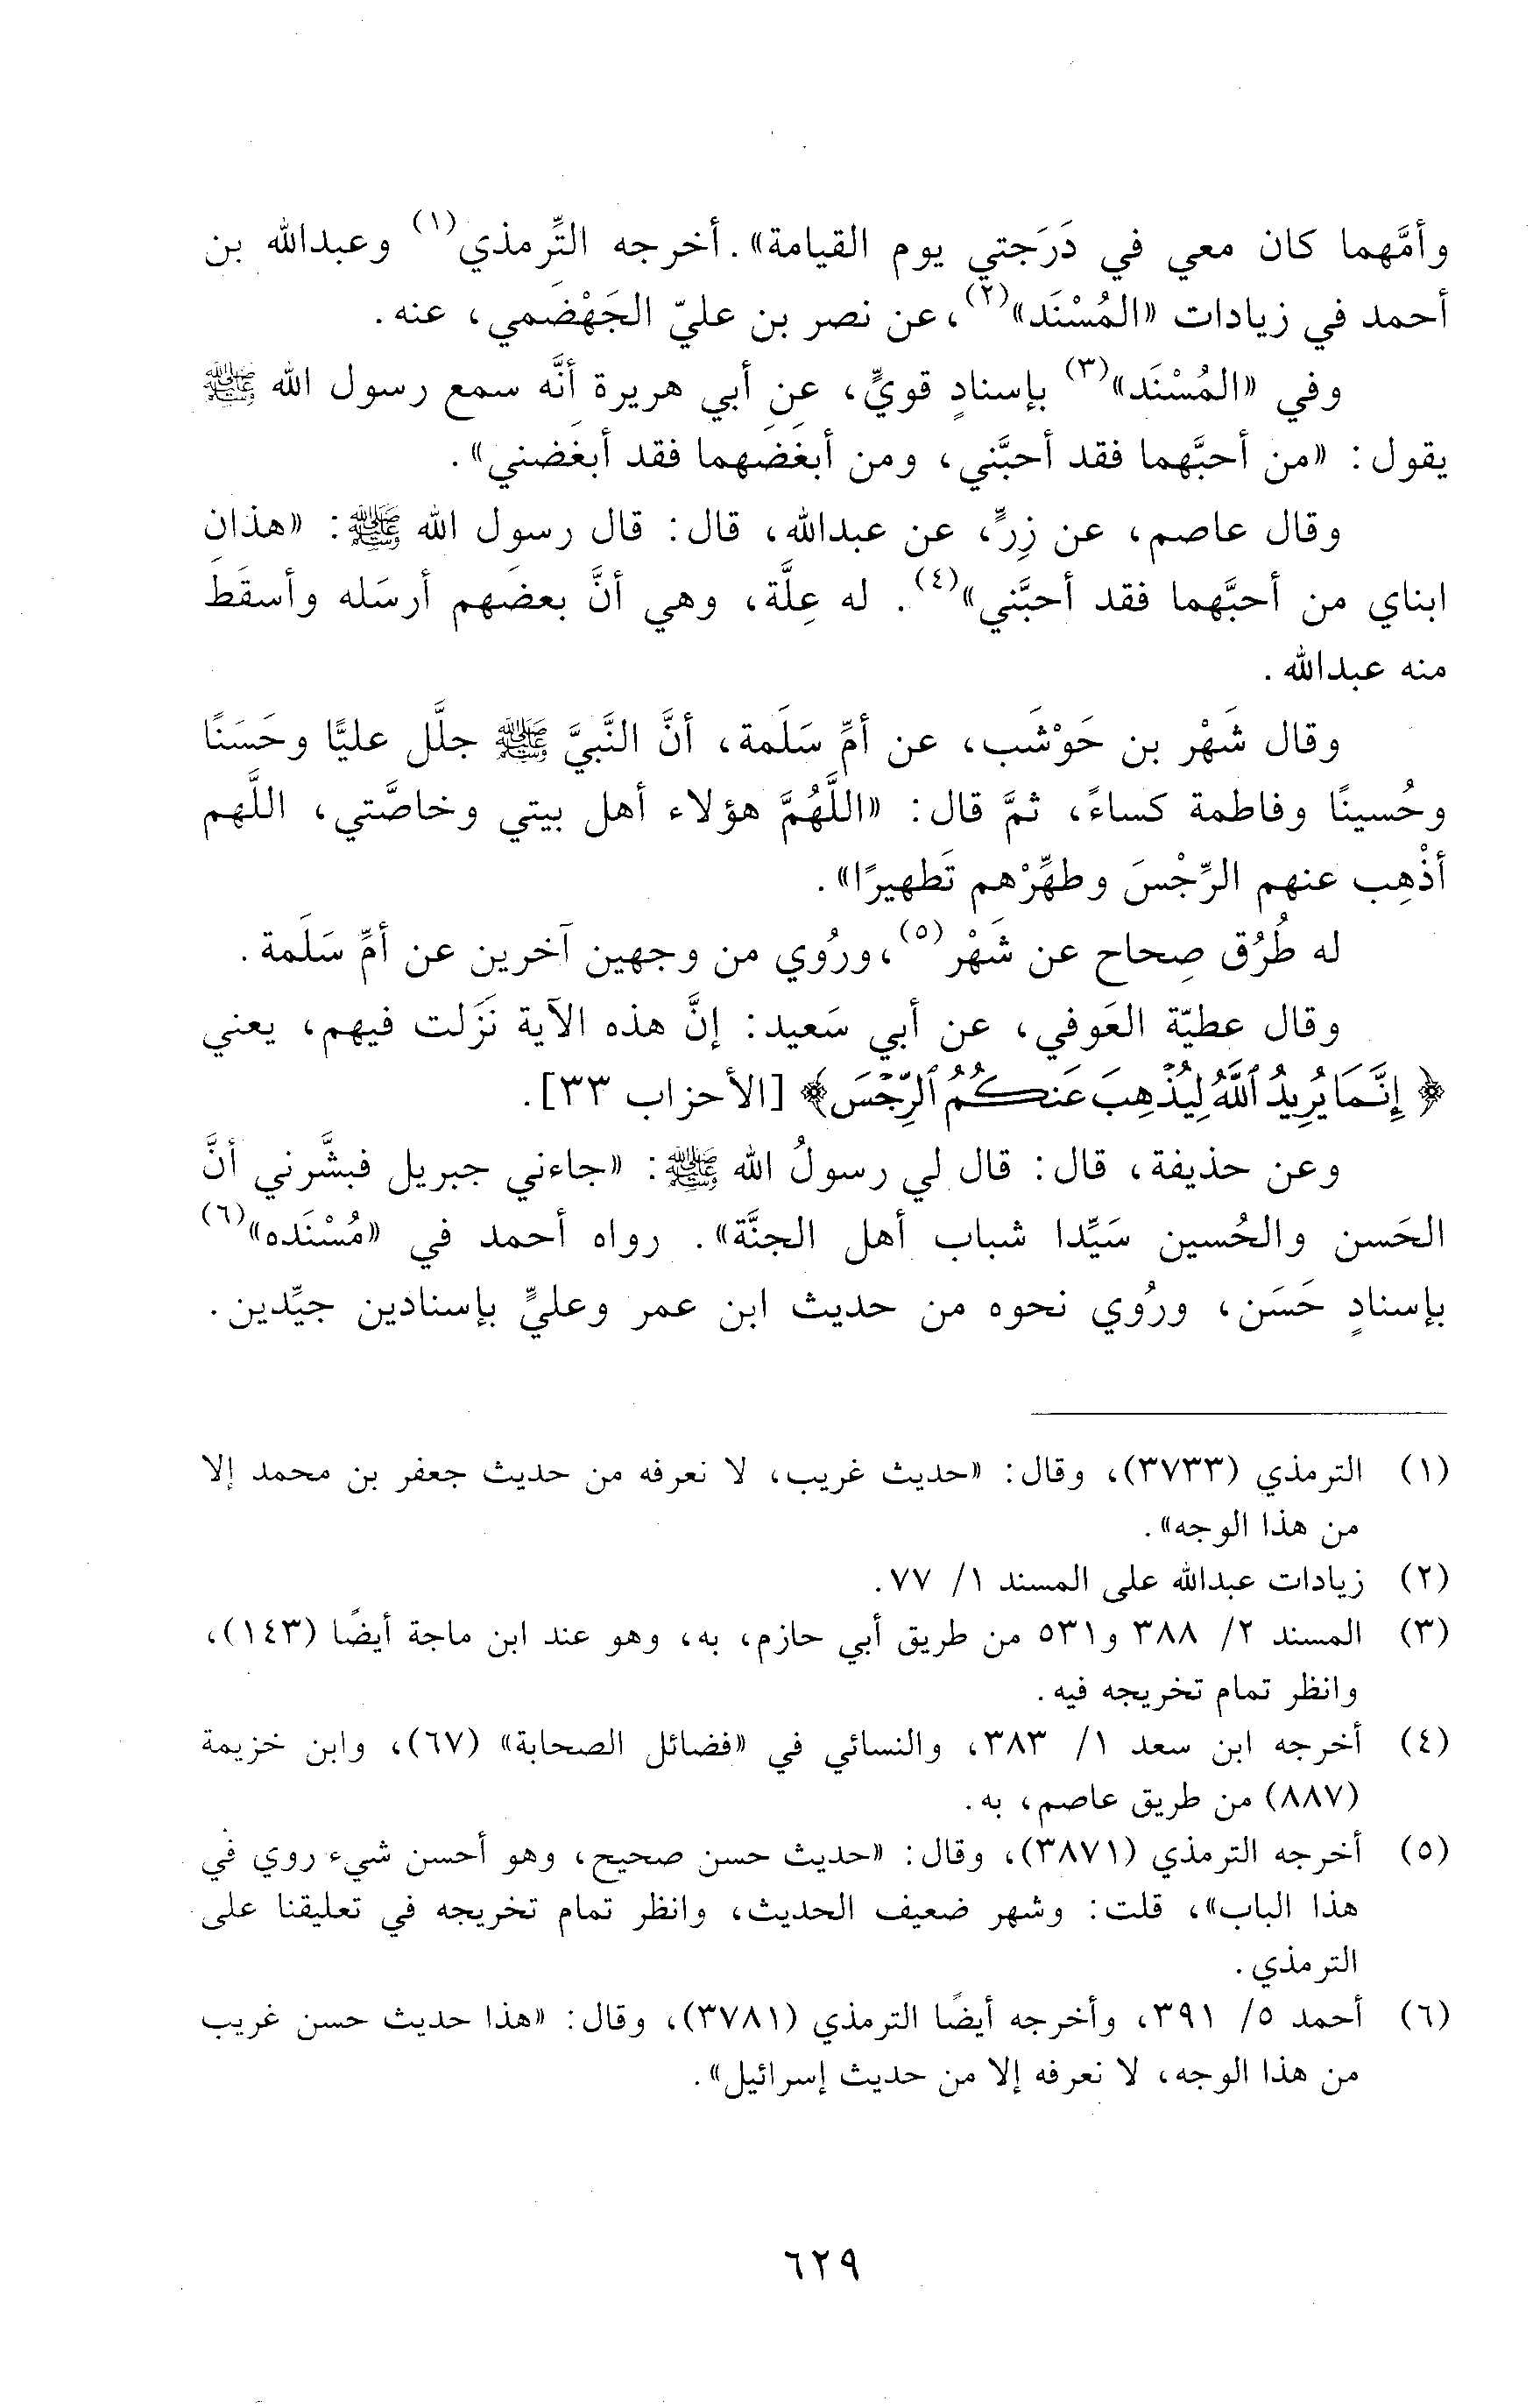 وأمَّهما كان معي في دَرَجتي يوم القيامة». أخرجه التِّرمذي(١) وعبدالله بن
أحمد في زيادات «المُسْنَد»(٢)، عن نصر بن عليّ الجَهْضَمي، عنه.
وفي «المُسْنَد»(٣) بإسنادٍ قويٍّ، عن أبي هريرة أنَّه سمع رسول الله ﷺ
يقول: «من أحبَّهما فقد أحبَّني، ومن أبغَضَهما فقد أبغَضَني».
وقال عاصم، عن زِرٍّ، عن عبدالله، قال: قال رسول الله ﷺ: «هذان
ابناي من أحبَّهما فقد أحبَّني»(٤). له عِلَّة، وهي أنَّ بعضَهم أرسَله وأسقَطَ
منه عبدالله.
وقال شَهْر بن حَوْشَب، عن أمِّ سَلَمة، أنَّ النَّبيَّ ﷺ جلَّل عليًّا وحَسَنًا
وحُسينًا وفاطمة كساءً، ثمَّ قال: «اللَّهُمَّ هؤلاء أهل بيتي وخاصَّتي، اللَّهم
أذْهِب عنهم الرِّجْسَ وطهِّرْهم تَطهيرًا».
له طُرُق صِحاح عن شَهْر(٥)، ورُوي من وجهين آخرين عن أمِّ سَلَمة.
وقال عطيّة العَوفي، عن أبي سَعيد: إنَّ هذه الآية نَزَلت فيهم، يعني
﴿إِنَّمَا يُرِيدُ ٱللَّهُ لِيُذْهِبَ عَنكُمُ ٱلرِّجْسَ﴾ [الأحزاب ٣٣].
وعن حذيفة، قال: قال لي رسولُ الله ﷺ: «جاءني جبريل فبشَّرني أنَّ
الحَسن والحُسين سَيِّدا شباب أهل الجنَّة». رواه أحمد في «مُسْنَده»(٦)
بإسنادٍ حَسَن، ورُوي نحوه من حديث ابن عمر وعليٍّ بإسنادين جيِّدين.
(١) الترمذي (٣٧٣٣)، وقال: «حديث غريب، لا نعرفه من حديث جعفر بن محمد إلا
من هذا الوجه».
(٢) زيادات عبدالله على المسند ١/ ٧٧.
(٣) المسند ٢/ ٣٨٨ و٥٣١ من طريق أبي حازم، به، وهو عند ابن ماجة أيضًا (١٤٣)،
وانظر تمام تخريجه فيه.
(٤) أخرجه ابن سعد ١/ ٣٨٣، والنسائي في «فضائل الصحابة» (٦٧)، وابن خزيمة
(٨٨٧) من طريق عاصم، به.
(٥) أخرجه الترمذي (٣٨٧١)، وقال: «حديث حسن صحيح، وهو أحسن شيء روي في
هذا الباب»، قلت: وشهر ضعيف الحديث، وانظر تمام تخريجه في تعليقنا على
الترمذي.
(٦) أحمد ٥/ ٣٩١، وأخرجه أيضًا الترمذي (٣٧٨١)، وقال: «هذا حديث حسن غريب
من هذا الوجه، لا نعرفه إلا من حديث إسرائيل».
٦٢٩